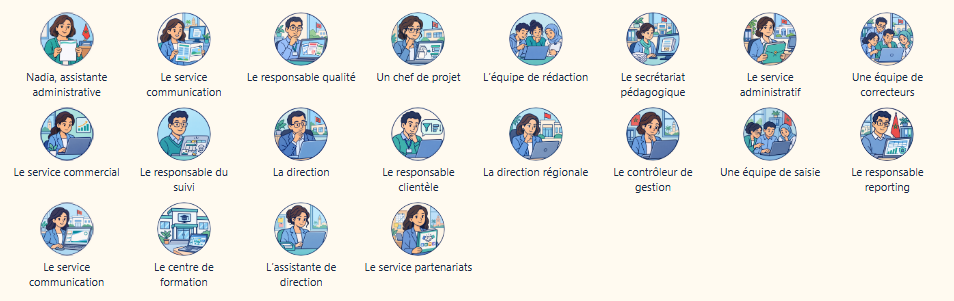 Nadia, assistante
administrative
Le service
communication
Le responsable qualité
Un chef de projet
L'équipe de rédaction
Le secrétariat
pédagogique
Le service
administratif
Une équipe de
correcteurs
Le service commercial
Le responsable du
suivi
La direction
Le responsable
clientèle
La direction régionale
Le contrôleur de
gestion
Une équipe de saisie
Le responsable
reporting
Le service
communication
Le centre de
formation
L'assistante de
direction
Le service partenariats